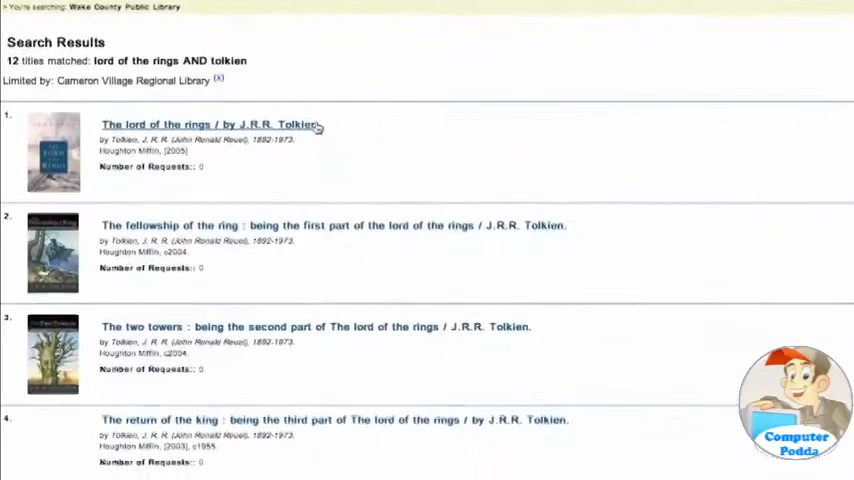 > You're searching: Wake County Public Library
Search Results
12 titles matched: lord of the rings AND tolkien
Limited by: Cameron Village Regional Library (x)
1.
The lord of the rings / by J.R.R. Tolkien.
by Tolkien, J. R. R. (John Ronald Reuel), 1892-1973.
Houghton Mifflin, [2005]
Number of Requests:: 0
2.
The fellowship of the ring : being the first part of the lord of the rings / J.R.R. Tolkien.
by Tolkien, J. R. R. (John Ronald Reuel), 1892-1973.
Houghton Mifflin, c2004.
Number of Requests:: 0
3.
The two towers : being the second part of The lord of the rings / J.R.R. Tolkien.
by Tolkien, J. R. R. (John Ronald Reuel), 1892-1973.
Houghton Mifflin, c2004.
Number of Requests:: 0
4.
The return of the king : being the third part of The lord of the rings / by J.R.R. Tolkien.
by Tolkien, J. R. R. (John Ronald Reuel), 1892-1973.
Houghton Mifflin, [2003], c1955.
Number of Requests:: 0
Computer
Podda